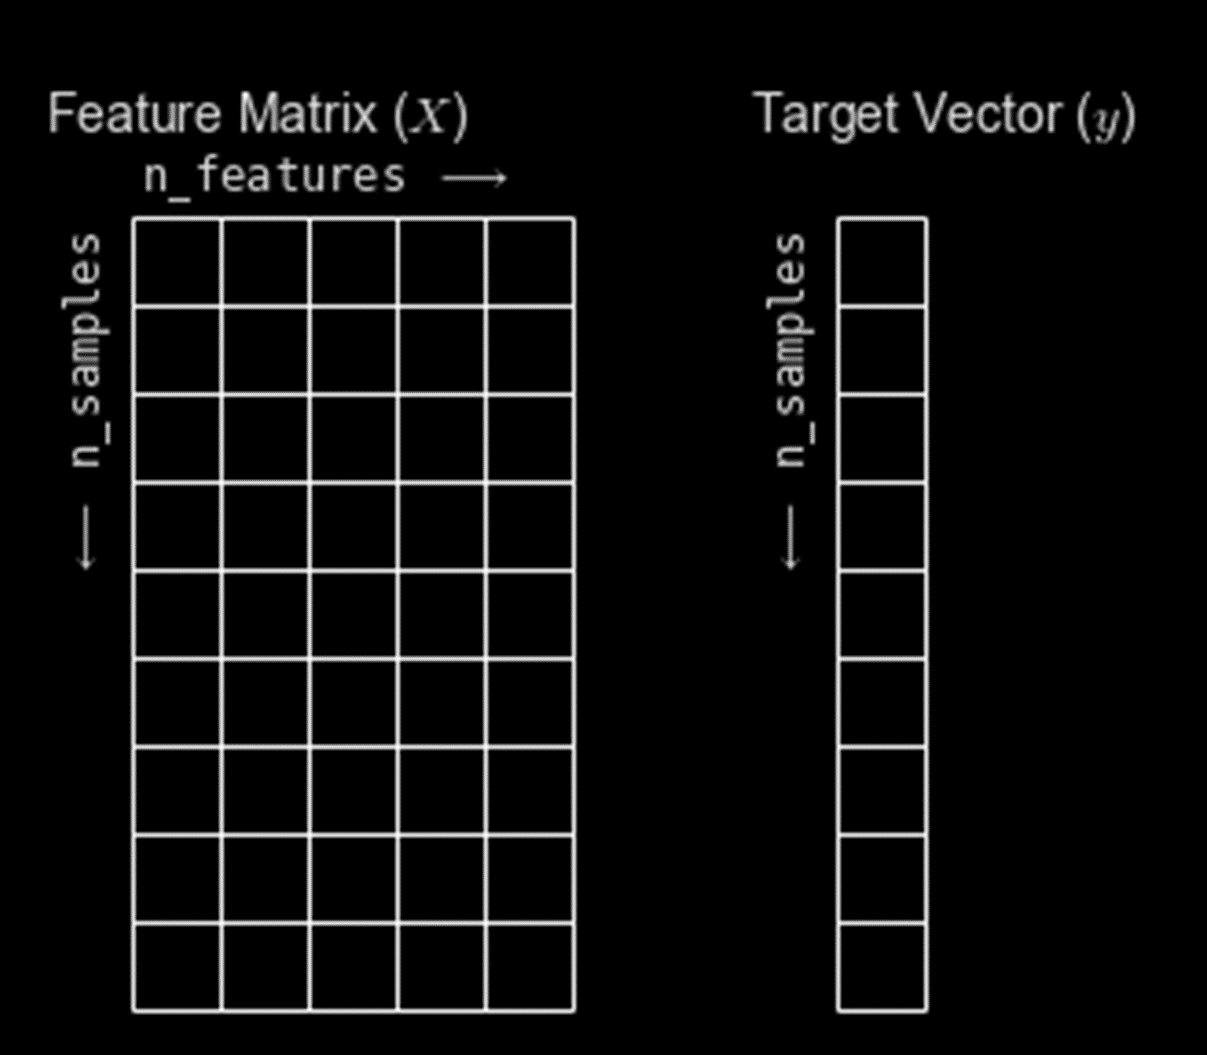 Feature Matrix (X)
n_features →
n_samples →
Target Vector (y)
n_samples →